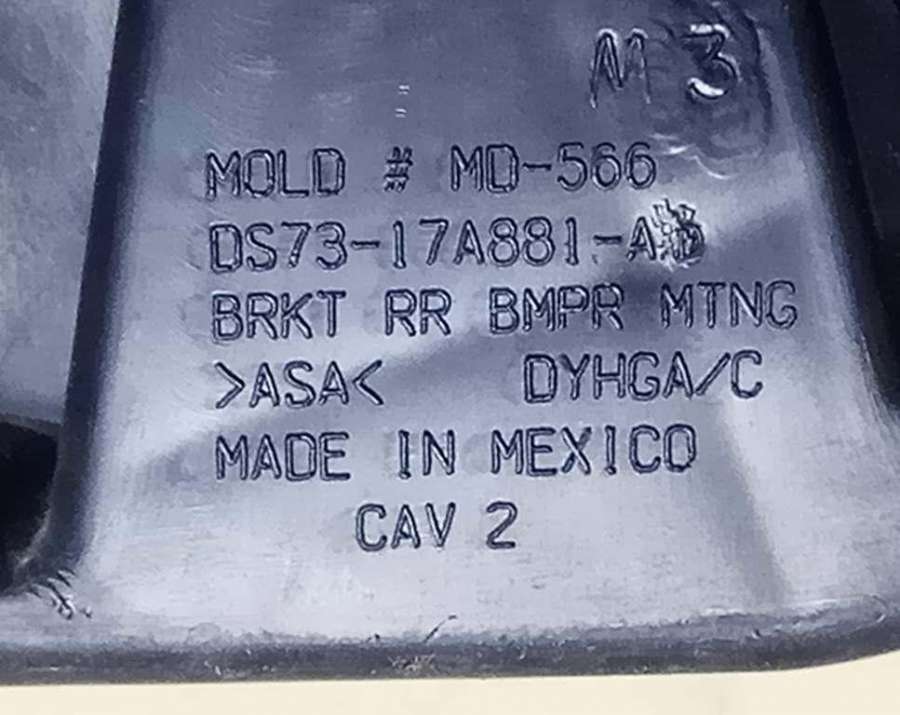 M 3
MOLD # MD-566
DS73-17A881-A
BRKT RR BMPR MTNG
>ASA< DYHGA/C
MADE IN MEXICO
CAV 2